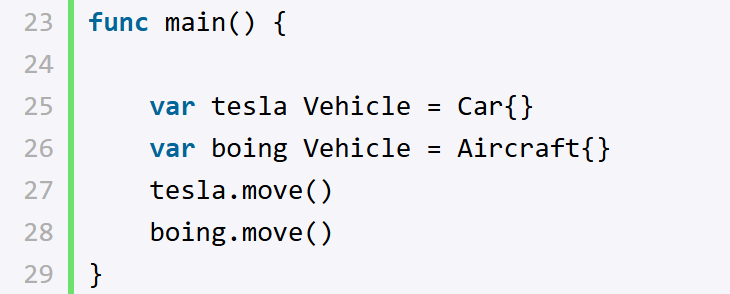 23 func main() {
24
25     var tesla Vehicle = Car{}
26     var boing Vehicle = Aircraft{}
27     tesla.move()
28     boing.move()
29 }